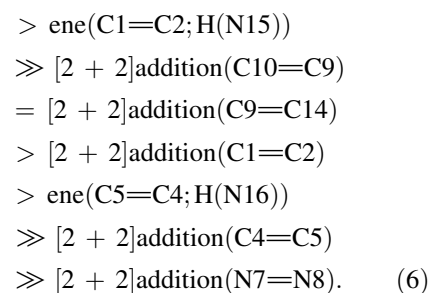 > ene(C1═C2; H(N15))
≫ [2 + 2]addition(C10═C9)
= [2 + 2]addition(C9═C14)
> [2 + 2]addition(C1═C2)
> ene(C5═C4; H(N16))
≫ [2 + 2]addition(C4═C5)
≫ [2 + 2]addition(N7═N8). (6)